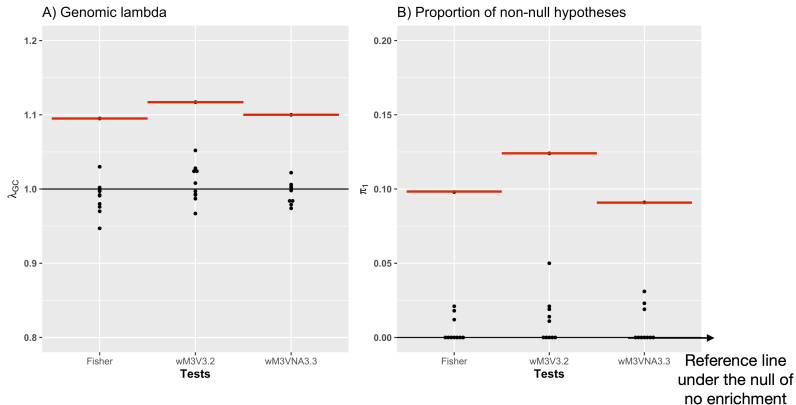 A) Genomic lambda
1.2
1.1
1.0
0.9
0.8
λGC
Fisher
wM3V3.2
wM3VNA3.3
Tests
B) Proportion of non-null hypotheses
0.20
0.15
0.10
0.05
0.00
π1
Fisher
wM3V3.2
wM3VNA3.3
Tests
Reference line
under the null of
no enrichment